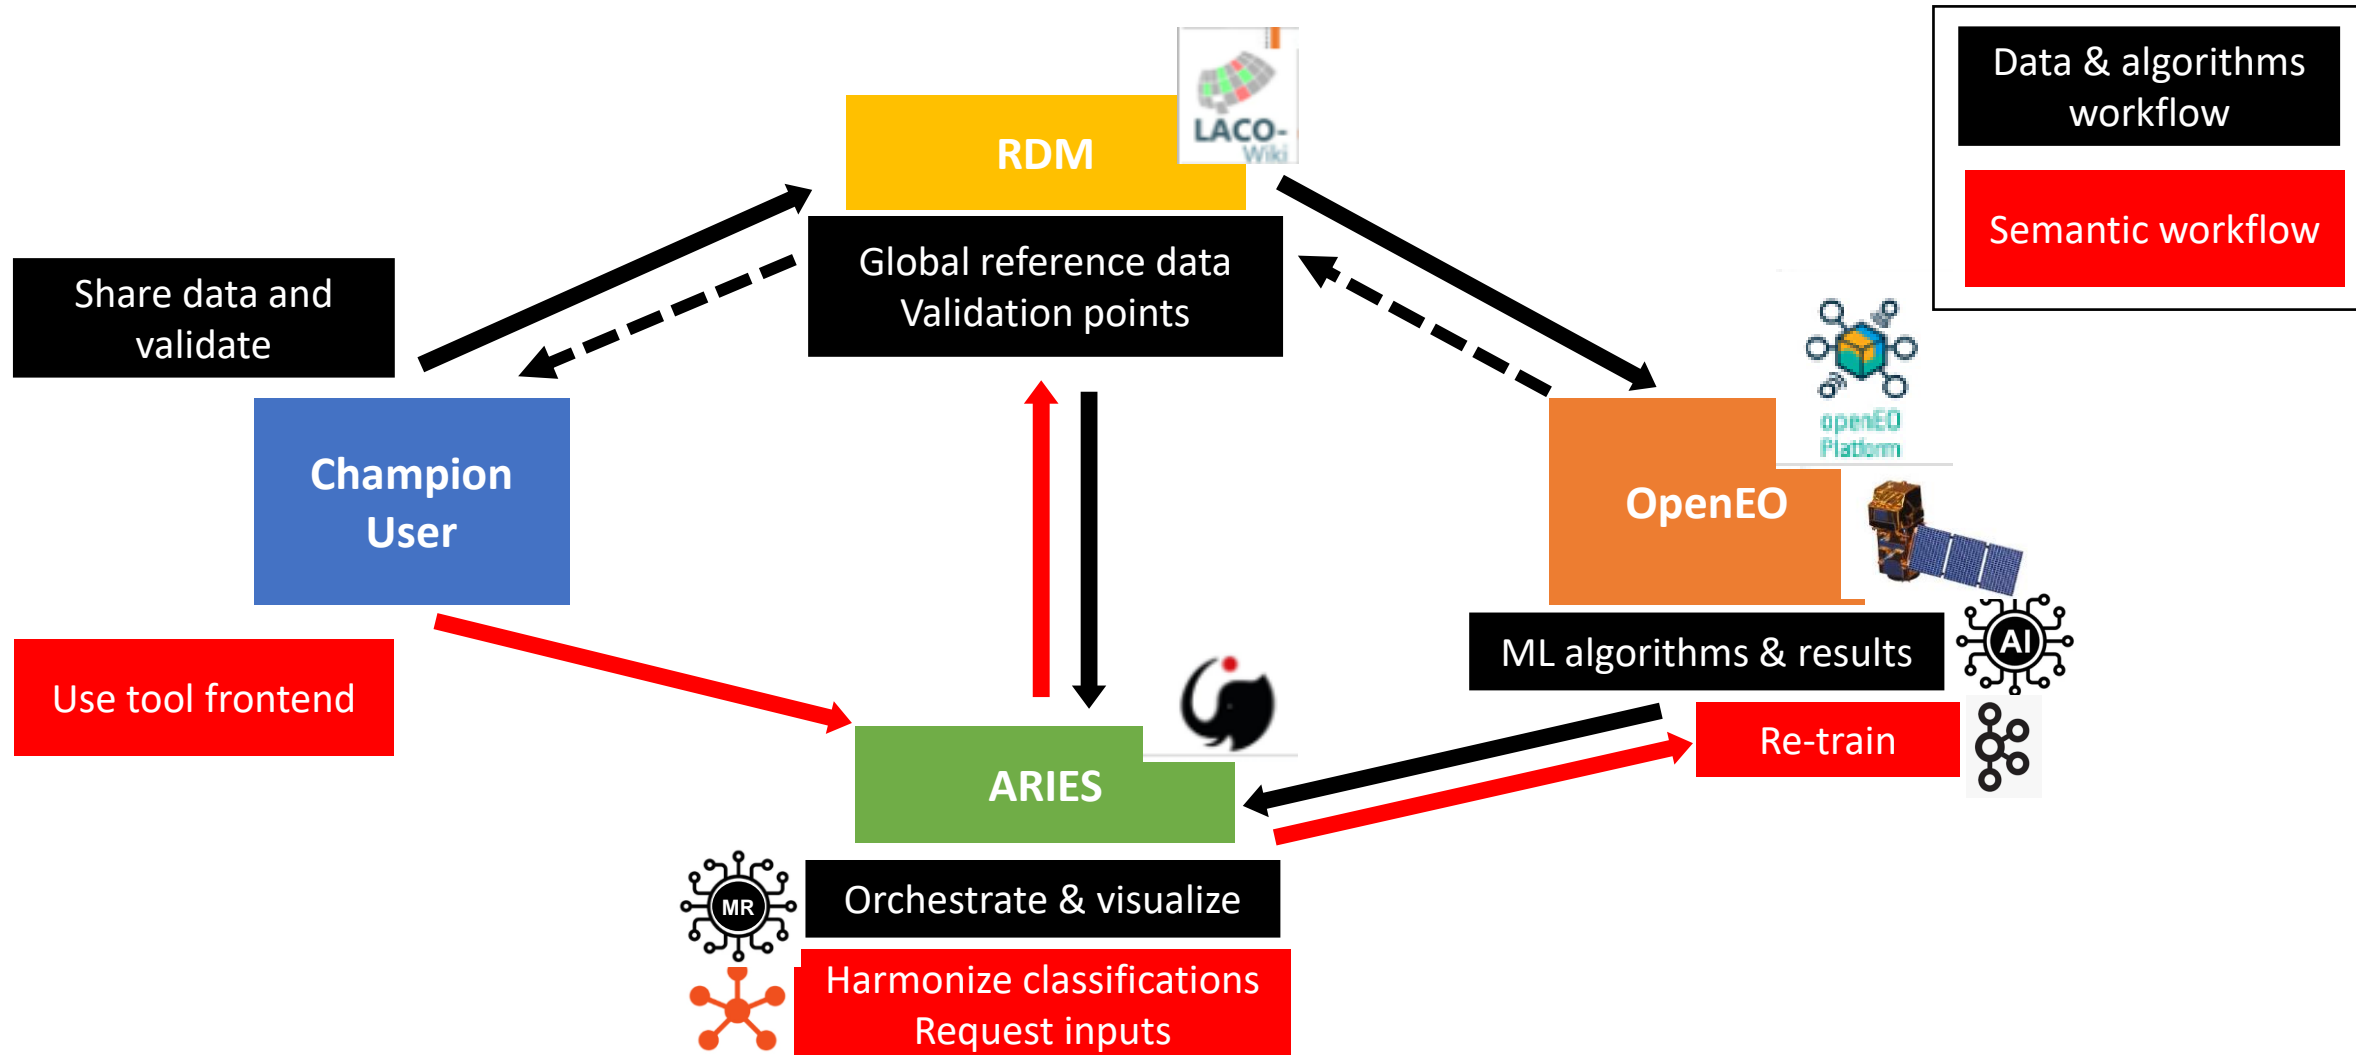 Data & algorithms
workflow
Semantic workflow
LACO-
Wiki
RDM
Global reference data
Validation points
Share data and
validate
Champion
User
Use tool frontend
openEO
Platform
OpenEO
ML algorithms & results
AI
Re-train
ARIES
MR
Orchestrate & visualize
Harmonize classifications
Request inputs